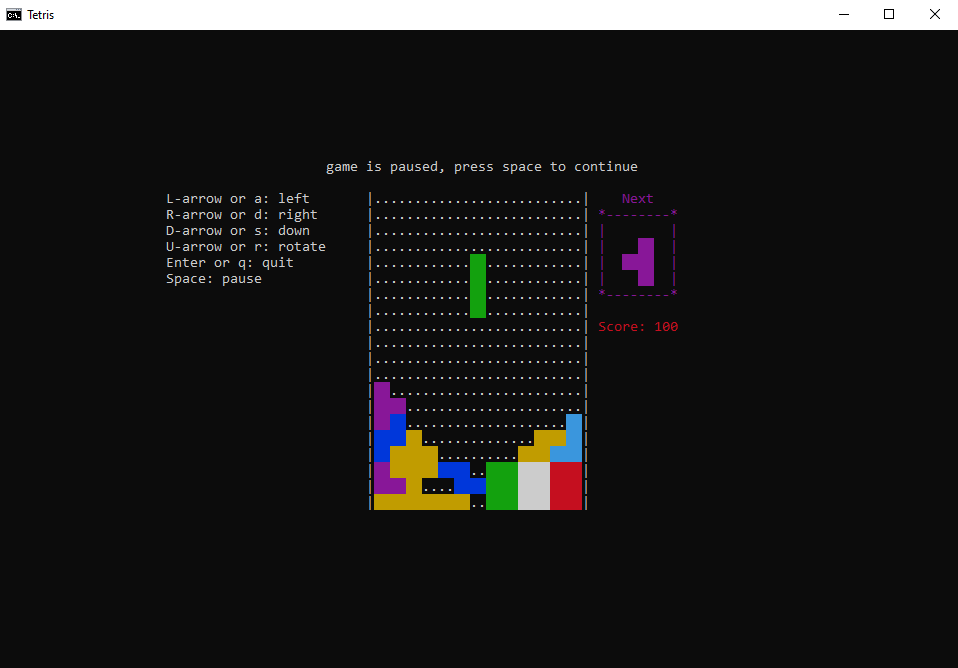 Tetris
game is paused, press space to continue
L-arrow or a: left
R-arrow or d: right
D-arrow or s: down
U-arrow or r: rotate
Enter or q: quit
Space: pause
Next
Score: 100